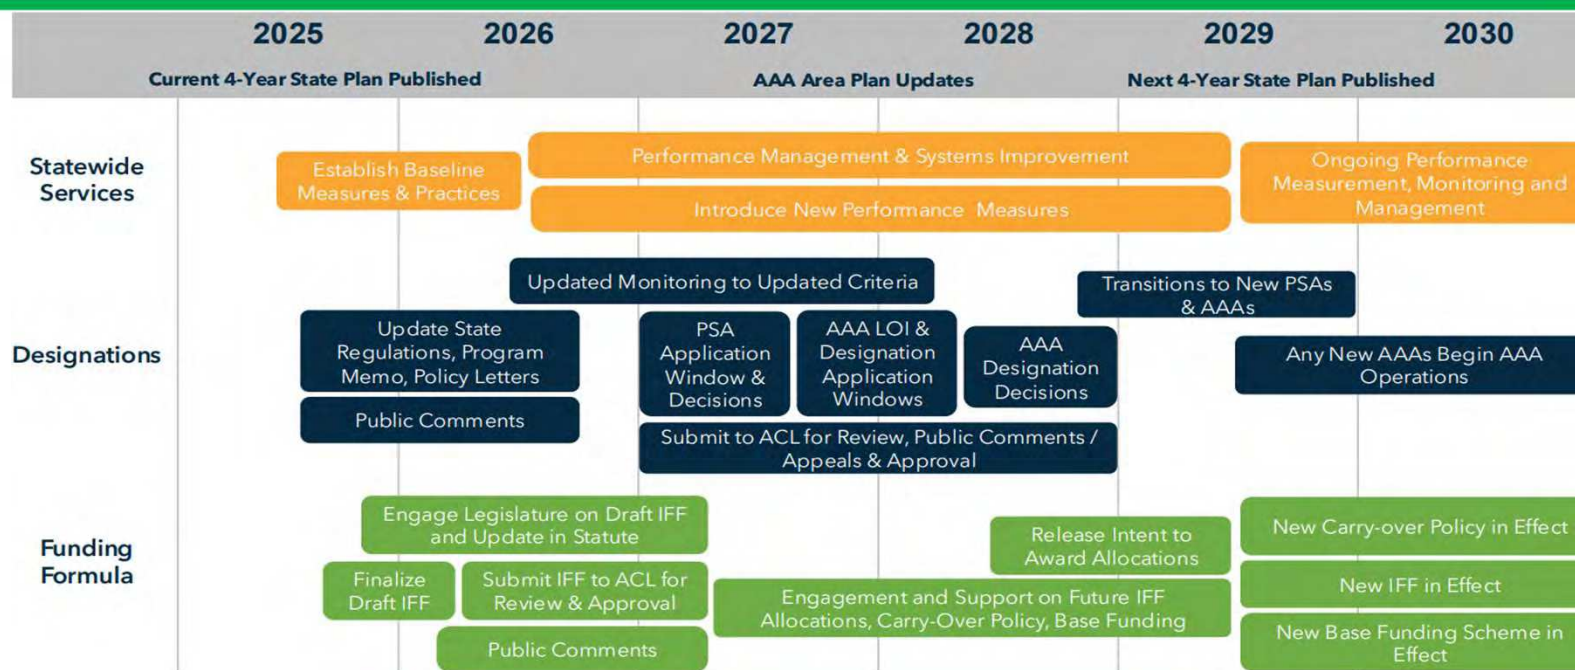 2025 2026 2027 2028 2029 2030
Current 4-Year State Plan Published AAA Area Plan Updates Next 4-Year State Plan Published
Statewide
Services
Establish Baseline
Measures & Practices
Performance Management & Systems Improvement
Introduce New Performance Measures
Ongoing Performance
Measurement, Monitoring and
Management
Designations
Updated Monitoring to Updated Criteria
Transitions to New PSAs
& AAAs
Update State
Regulations, Program
Memo, Policy Letters
PSA
Application
Window &
Decisions
AAA LOI &
Designation
Application
Windows
AAA
Designation
Decisions
Any New AAAs Begin AAA
Operations
Public Comments
Submit to ACL for Review, Public Comments /
Appeals & Approval
Funding
Formula
Engage Legislature on Draft IFF
and Update in Statute
Release Intent to
Award Allocations
New Carry-over Policy in Effect
Finalize
Draft IFF
Submit IFF to ACL for
Review & Approval
Engagement and Support on Future IFF
Allocations, Carry-Over Policy, Base Funding
New IFF in Effect
Public Comments
New Base Funding Scheme in
Effect